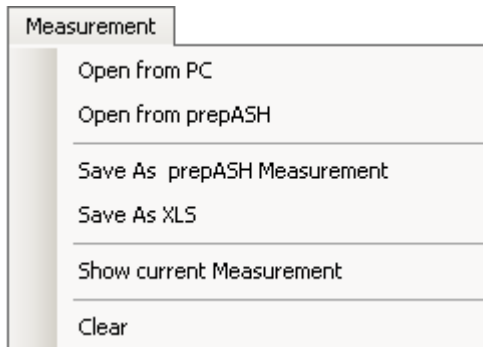 Measurement
Open from PC
Open from prepASH
Save As  prepASH Measurement
Save As XLS
Show current Measurement
Clear